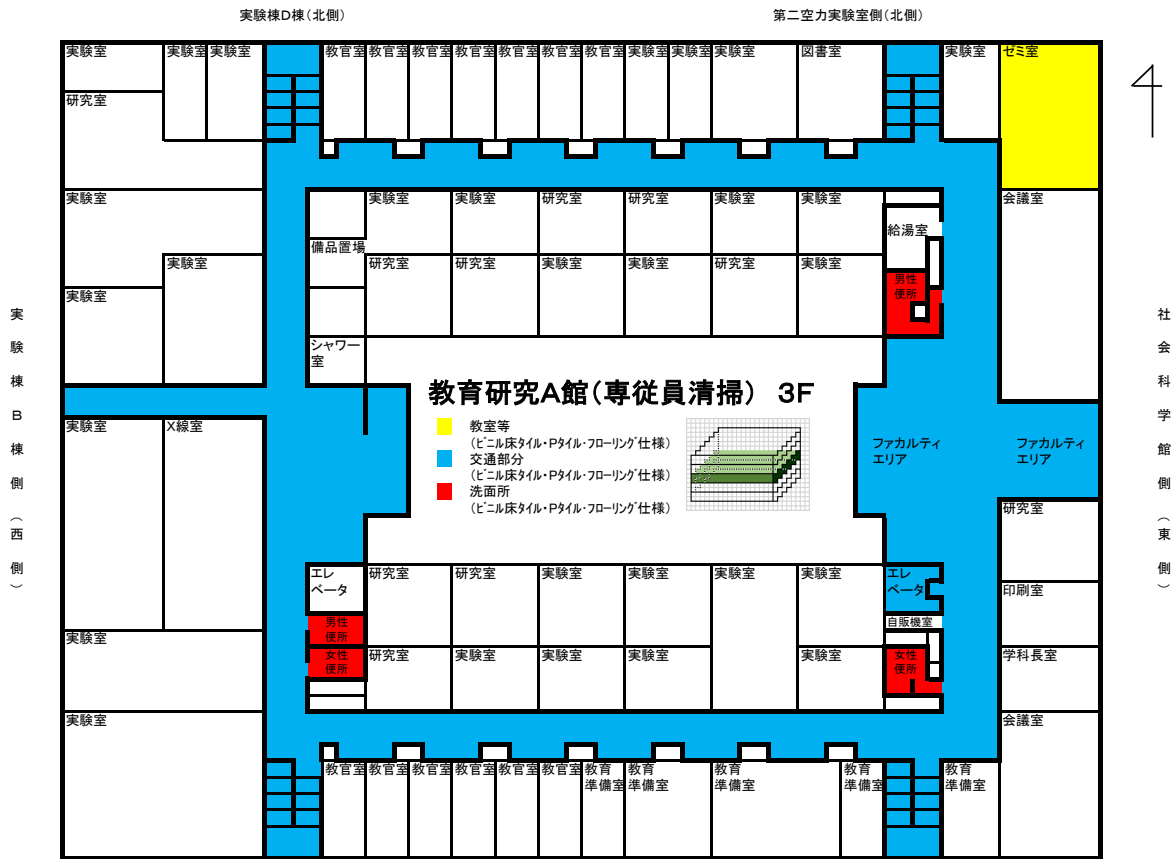 実験棟D棟(北側)
第二空力実験室側(北側)
実験室
実験室
実験室
教官室
教官室
教官室
教官室
教官室
教官室
教官室
実験室
実験室
実験室
図書室
実験室
ゼミ室
研究室
実験室
実験室
実験室
研究室
研究室
実験室
実験室
会議室
給湯室
備品置場
実験室
研究室
研究室
実験室
実験室
研究室
実験室
男性
便所
実験室
シャワー
室
実験棟B棟側(西側)
社会科学館側(東側)
教育研究A館(専従員清掃) 3F
教室等
(ビニル床タイル・Pタイル・フローリング仕様)
交通部分
(ビニル床タイル・Pタイル・フローリング仕様)
洗面所
(ビニル床タイル・Pタイル・フローリング仕様)
実験室
X線室
ファカルティ
エリア
ファカルティ
エリア
研究室
エレ
ベータ
研究室
研究室
実験室
実験室
実験室
実験室
エレ
ベータ
印刷室
男性
便所
自販機室
実験室
女性
便所
研究室
実験室
実験室
実験室
実験室
女性
便所
学科長室
実験室
会議室
教官室
教官室
教官室
教官室
教官室
教官室
教育
準備室
教育
準備室
教育
準備室
教育
準備室
教育
準備室